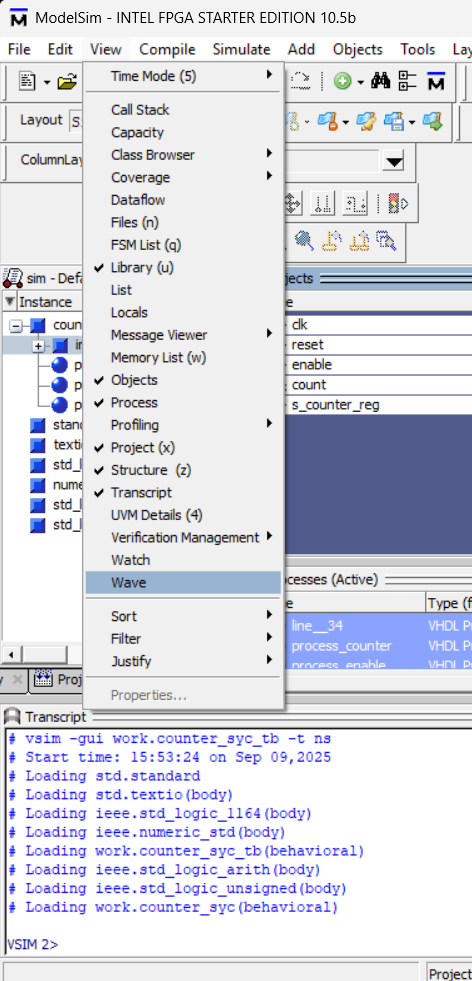 ModelSim - INTEL FPGA STARTER EDITION 10.5b
File Edit View Compile Simulate Add Objects Tools Lay
Time Mode (5)
Layout S
Call Stack
Capacity
ColumnLay
Class Browser
Coverage
Dataflow
Files (n)
FSM List (q)
sim - Defa
Library (u)
jects
Instance
List
e
coun
Locals
clk
in
Message Viewer
reset
p
Memory List (w)
enable
p
Objects
count
p
Process
s_counter_reg
stand
Profiling
textio
Project (x)
std_l
Structure (z)
nume
Transcript
std_l
UVM Details (4)
std_l
Verification Management
Watch
Wave
ocesses (Active)
e
Type (f
Sort
line__34
VHDL Pr
Filter
process_counter
VHDL Pr
Justify
process_enable
VHDL Pr
y
Proj
Properties...
Transcript
# vsim -gui work.counter_syc_tb -t ns
# Start time: 15:53:24 on Sep 09,2025
# Loading std.standard
# Loading std.textio(body)
# Loading ieee.std_logic_1164(body)
# Loading ieee.numeric_std(body)
# Loading work.counter_syc_tb(behavioral)
# Loading ieee.std_logic_arith(body)
# Loading ieee.std_logic_unsigned(body)
# Loading work.counter_syc(behavioral)
VSIM 2>
Project